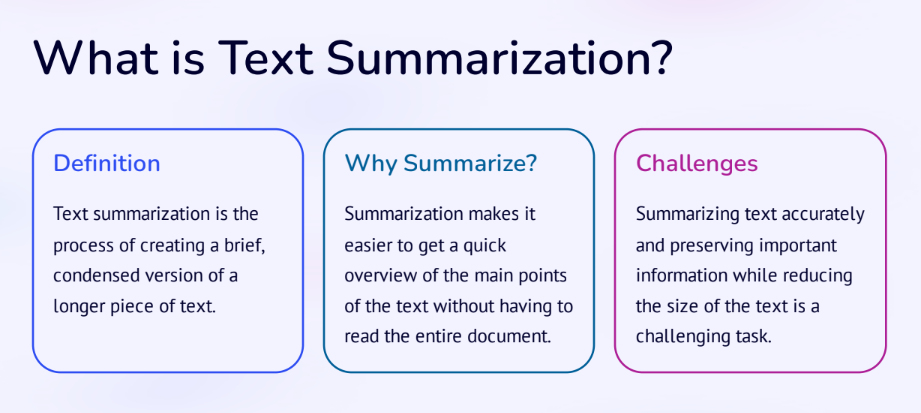 What is Text Summarization?
Definition
Text summarization is the
process of creating a brief,
condensed version of a
longer piece of text.
Why Summarize?
Summarization makes it
easier to get a quick
overview of the main points
of the text without having to
read the entire document.
Challenges
Summarizing text accurately
and preserving important
information while reducing
the size of the text is a
challenging task.